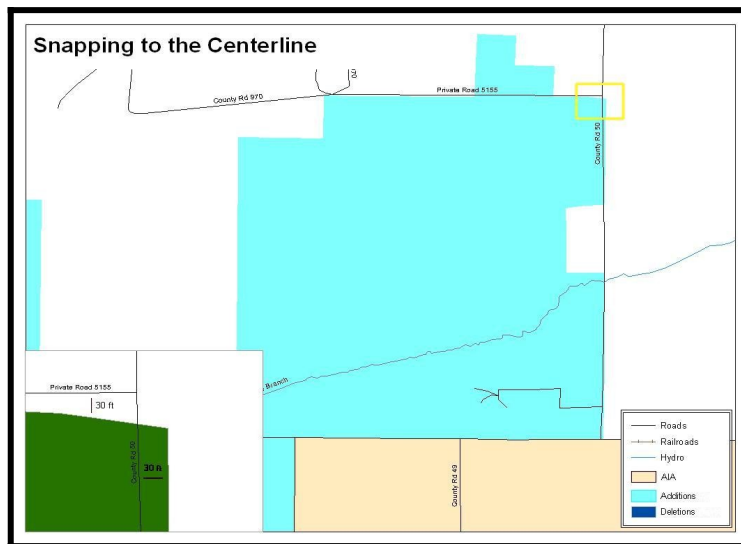 Snapping to the Centerline
County Rd 970
Private Road 5155
County Rd 50
Branch
Private Road 5155
30 ft
County Rd 50
30 ft
County Rd 49
Roads
Railroads
Hydro
AIA
Additions
Deletions